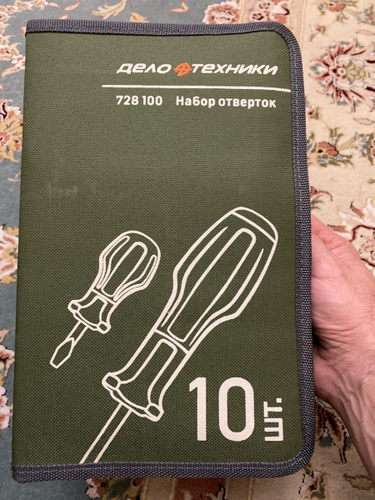 дело техники
728 100 Набор отверток
10 шт.